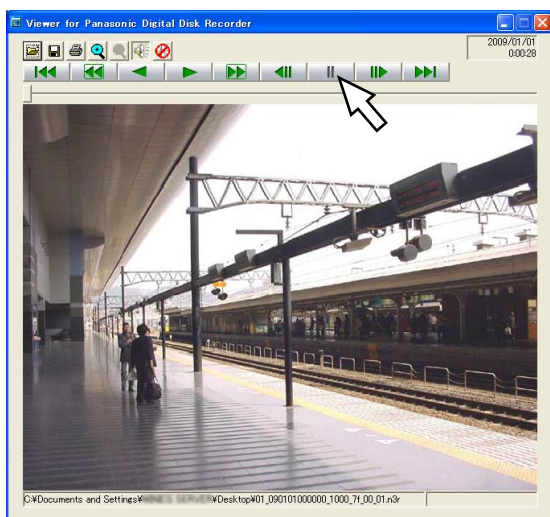 Viewer for Panasonic Digital Disk Recorder
2009/01/01
0:00:28
C:¥Documents and Settings¥ ¥Desktop¥01_090101000000_1000_7f_00_01.n3r